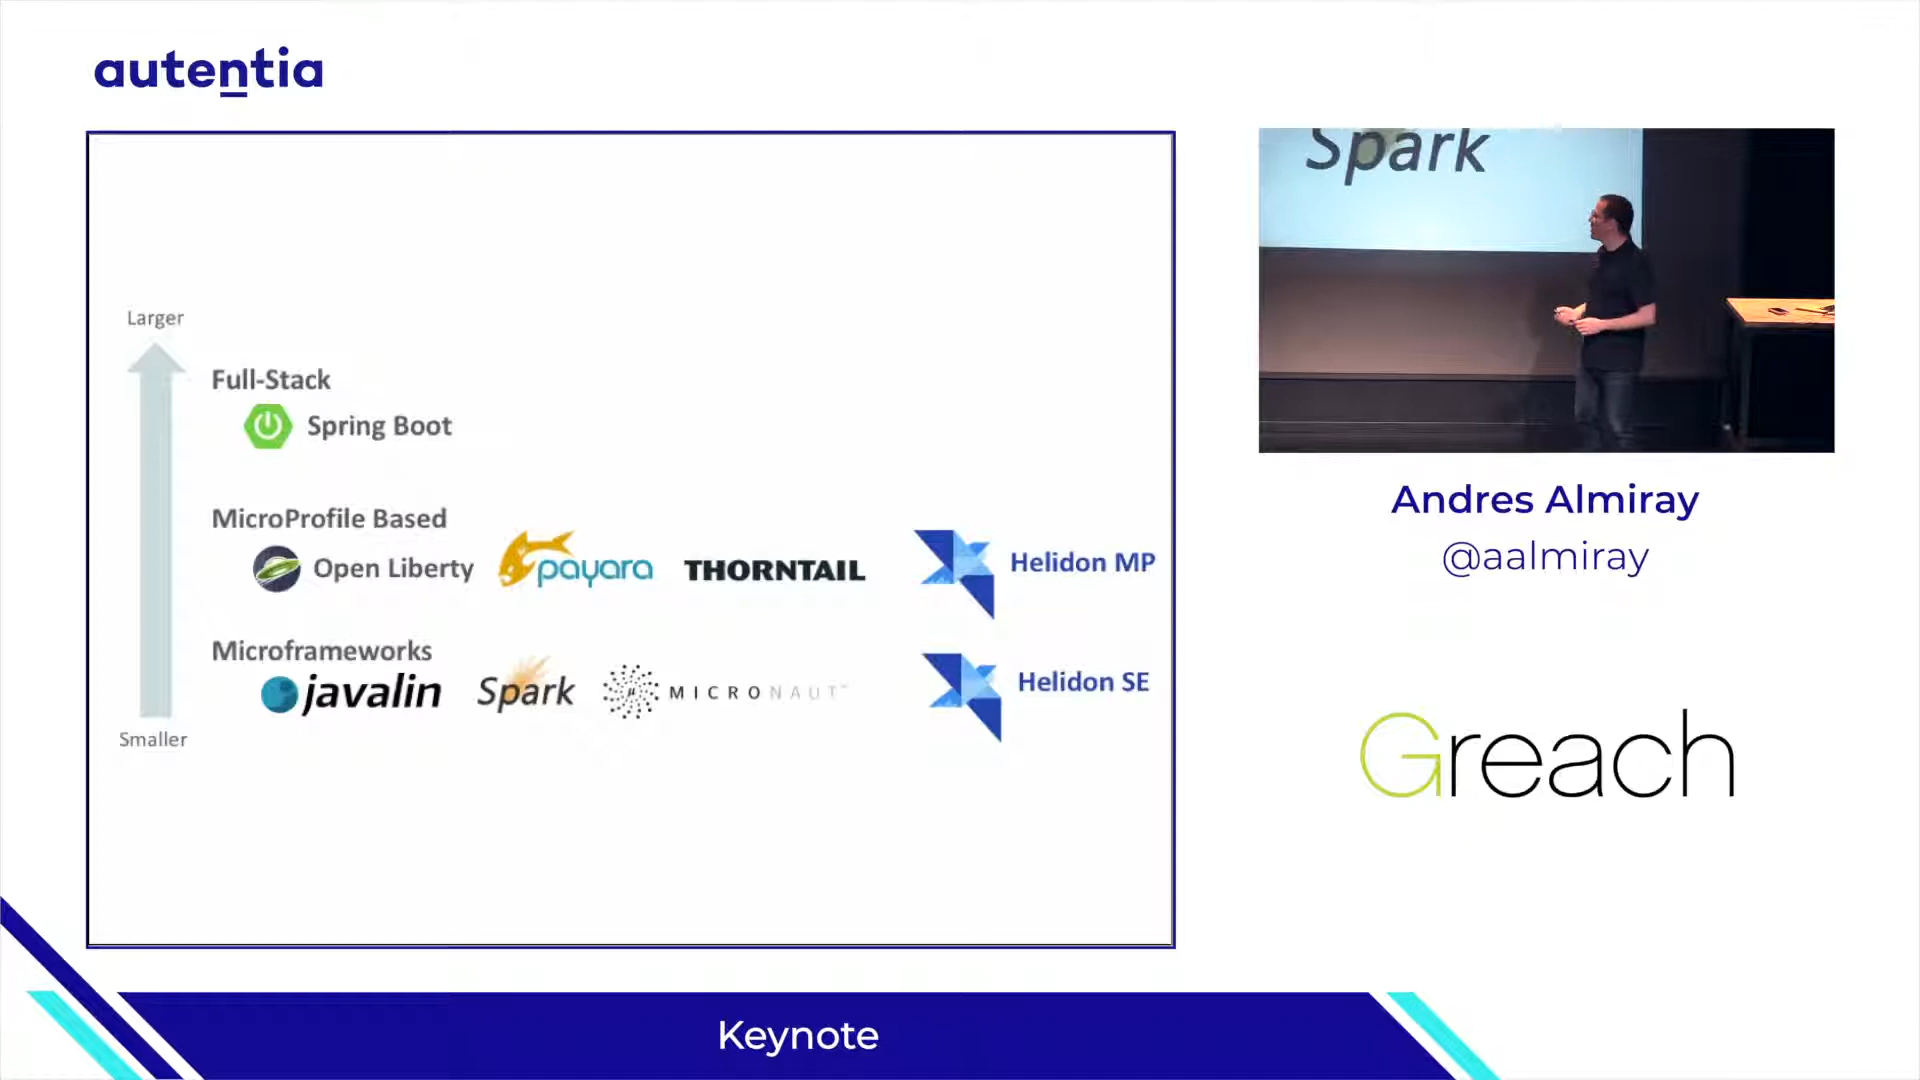 autentia
Larger
Full-Stack
Spring Boot
MicroProfile Based
Open Liberty
payara
THORNTAIL
Helidon MP
Microframeworks
javalin
Spark
MICRONAUT
Helidon SE
Smaller
Spark
Andres Almiray
@aalmiray
Greach
Keynote